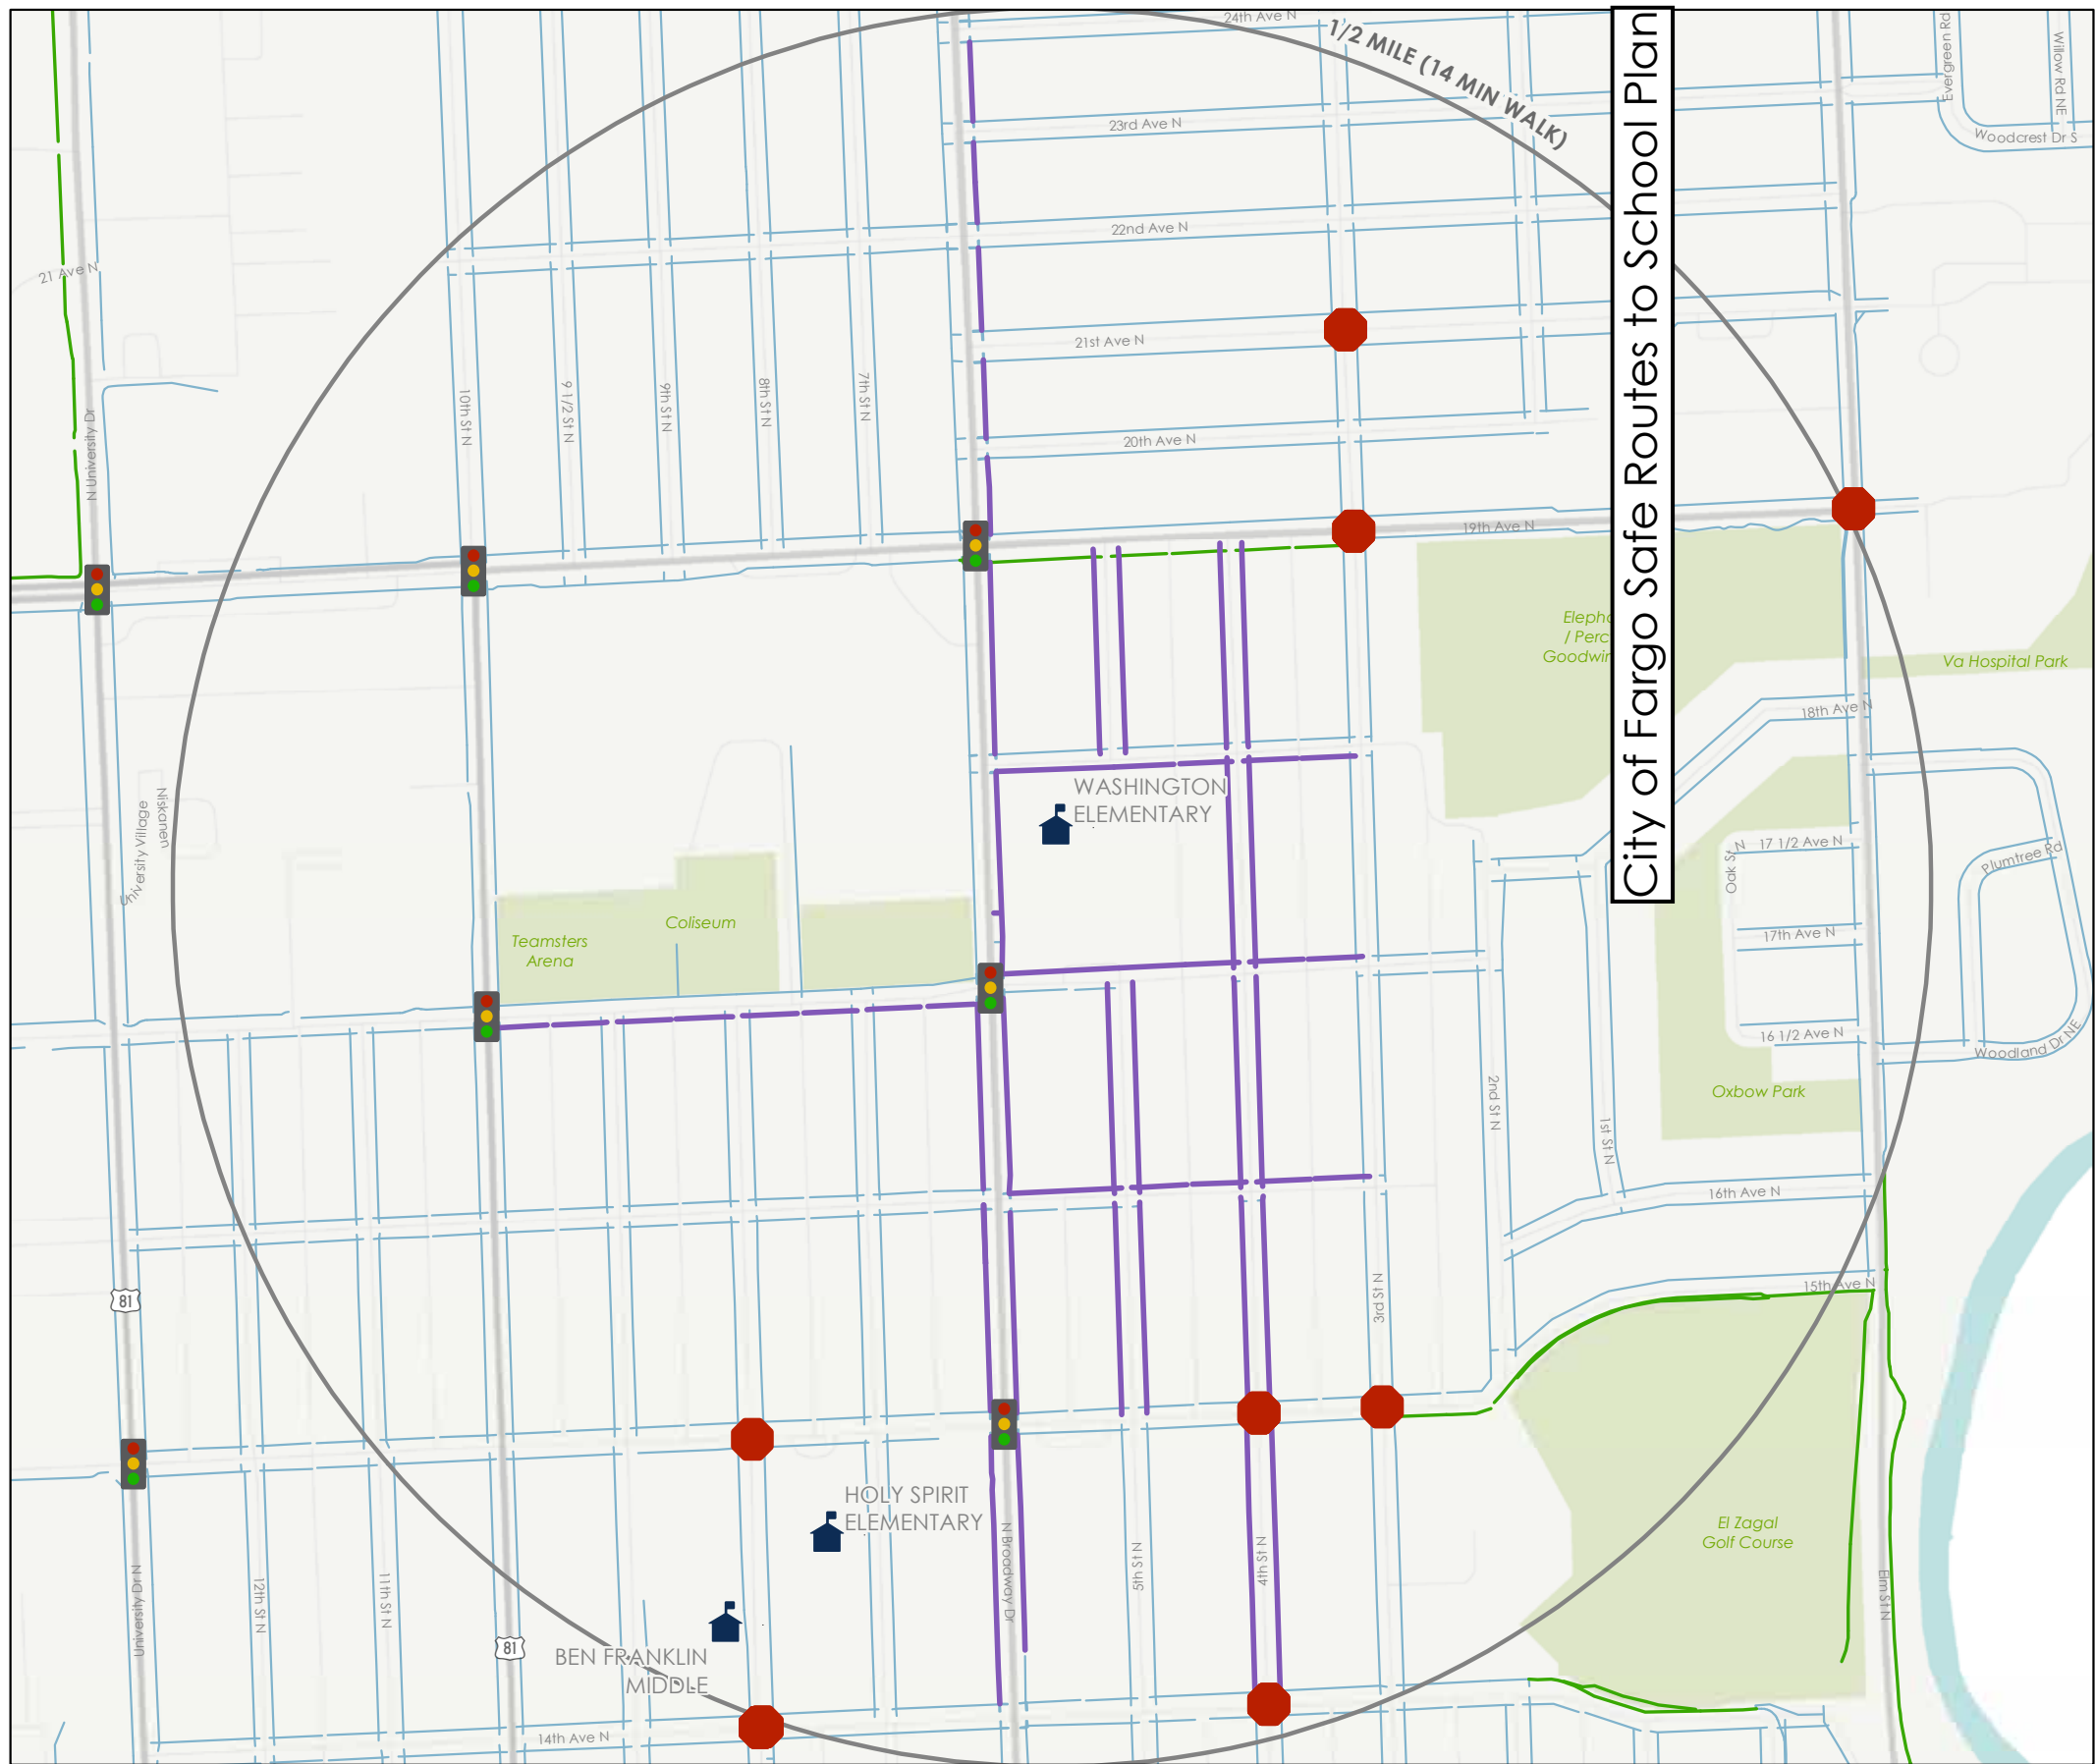 24th Ave N
1/2 MILE (14 MIN WALK)
City of Fargo Safe Routes to School Plan
Evergreen Rd
Willow Rd NE
Woodcrest Dr S
23rd Ave N
22nd Ave N
21 Ave N
21st Ave N
20th Ave N
N University Dr
10th St N
9 1/2 St N
9th St N
8th St N
7th St N
19th Ave N
/ Perc
Goodwin
Va Hospital Park
18th Ave N
WASHINGTON
ELEMENTARY
University Village
Niskanen
Oak St N
17 1/2 Ave N
Plumtree Rd
Coliseum
Teamsters
Arena
17th Ave N
16 1/2 Ave N
Woodland Dr NE
Oxbow Park
2nd St N
1st St N
16th Ave N
15th Ave N
81
3rd St N
HOLY SPIRIT
ELEMENTARY
El Zagal
Golf Course
N Broadway Dr
5th St N
4th St N
Elm St N
University Dr N
12th St N
11th St N
81
BEN FRANKLIN
MIDDLE
14th Ave N